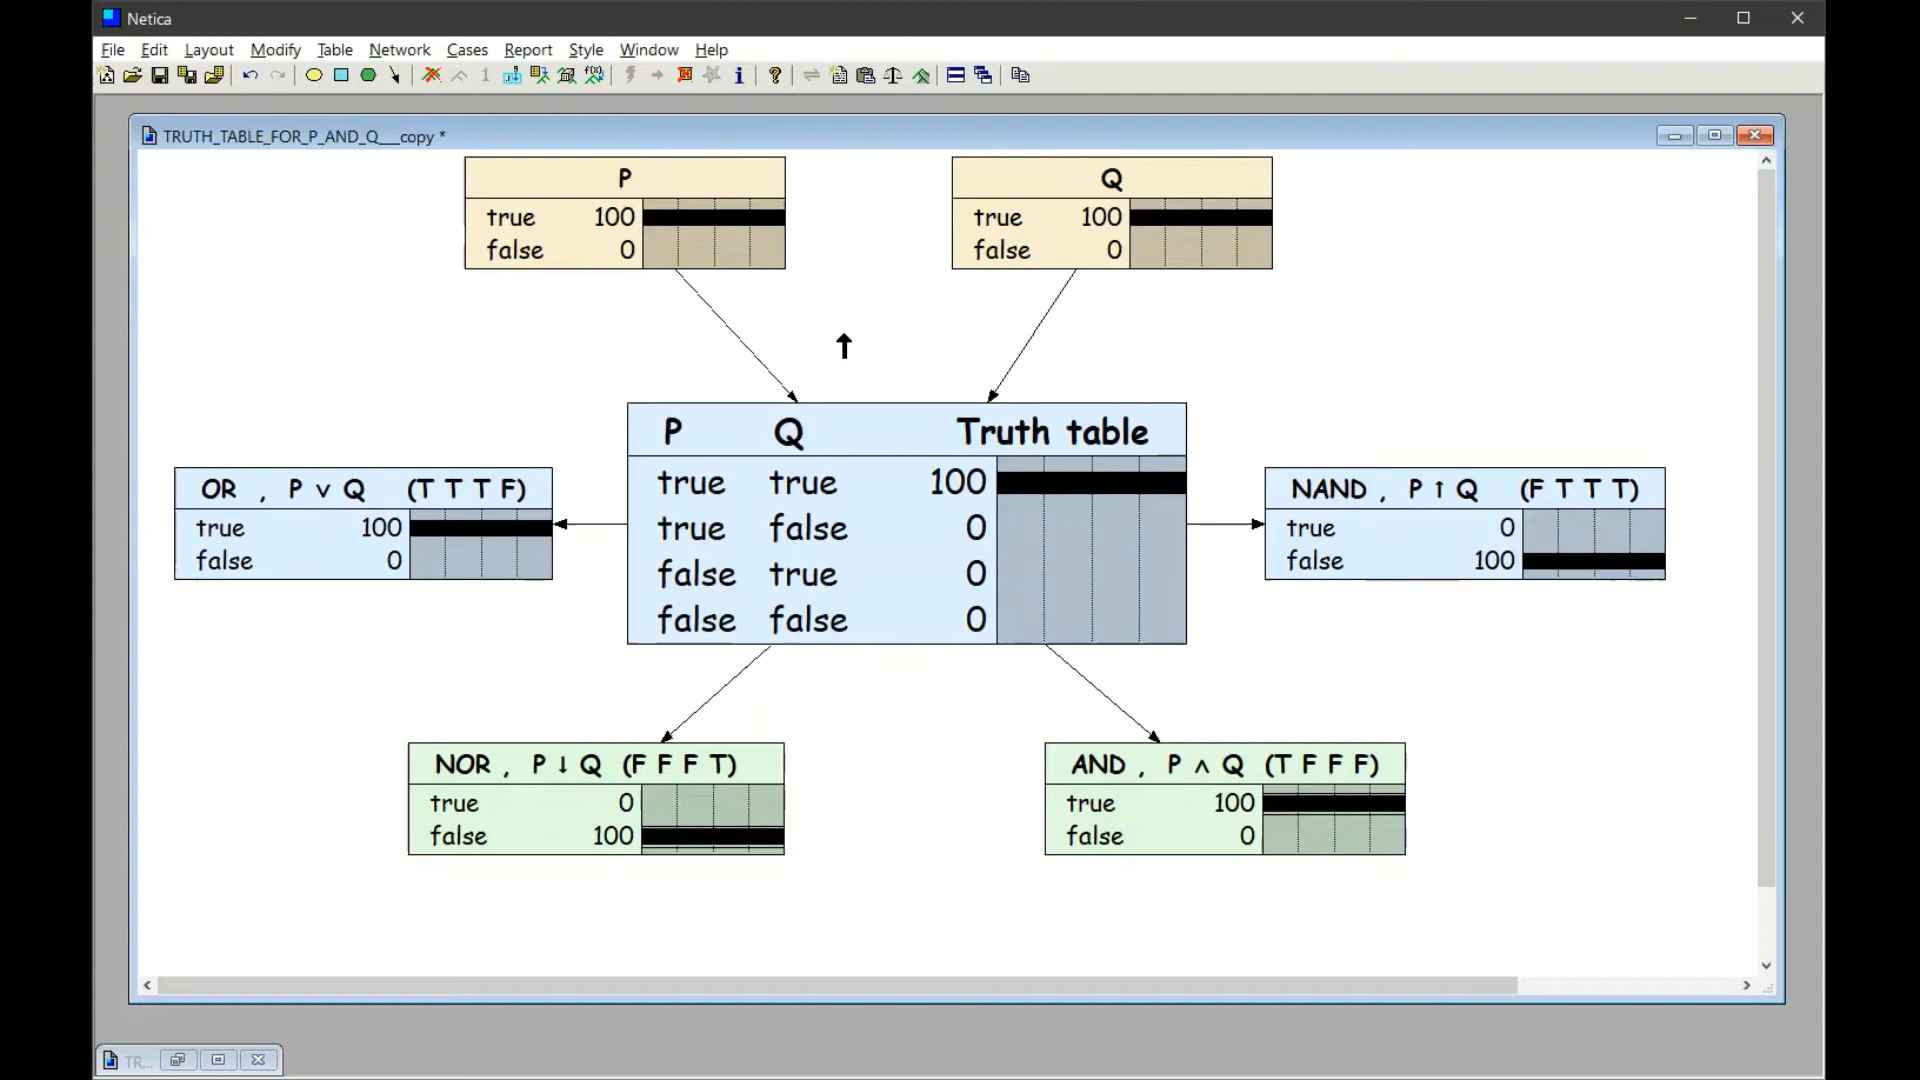 Netica
File Edit Layout Modify Table Network Cases Report Style Window Help
TRUTH_TABLE_FOR_P_AND_Q___copy *
P
true 100
false 0
Q
true 100
false 0
P Q Truth table
true true 100
true false 0
false true 0
false false 0
OR , P ∨ Q (T T T F)
true 100
false 0
NAND , P ↑ Q (F T T T)
true 0
false 100
NOR , P ↓ Q (F F F T)
true 0
false 100
AND , P ∧ Q (T F F F)
true 100
false 0
TR...